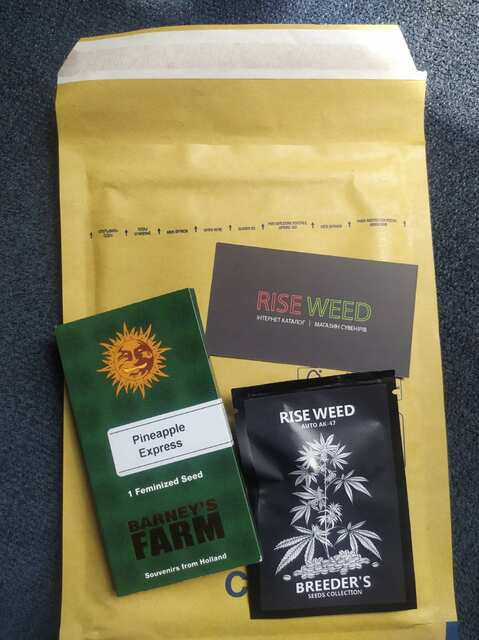 RISE WEED
ІНТЕРНЕТ КАТАЛОГ | МАГАЗИН СУВЕНІРІВ
Pineapple
Express
1 Feminized Seed
BARNEY'S
FARM
Souvenirs from Holland
RISE WEED
AUTO AK-47
BREEDER'S
SEEDS COLLECTION
C